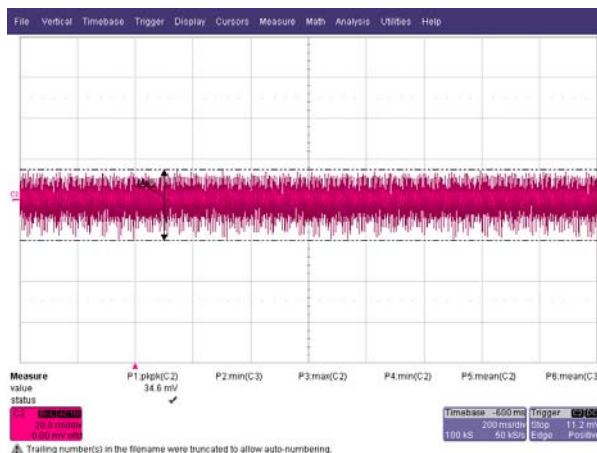 File Vertical Timebase Trigger Display Cursors Measure Math Analysis Utilities Help
C2
Measure P1:pkpk(C2) P2:min(C3) P3:max(C2) P4:min(C2) P5:mean(C2) P6:mean(C3
value 34.6 mV
status ✔
C2
20.0 mV/div
0.00 mV ofst
Timebase -600 ms
200 ms/div
100 kS 50 kS/s
Trigger C2 DC
Stop 11.2 mV
Edge Positive
Trailing number(s) in the filename were truncated to allow auto-numbering.